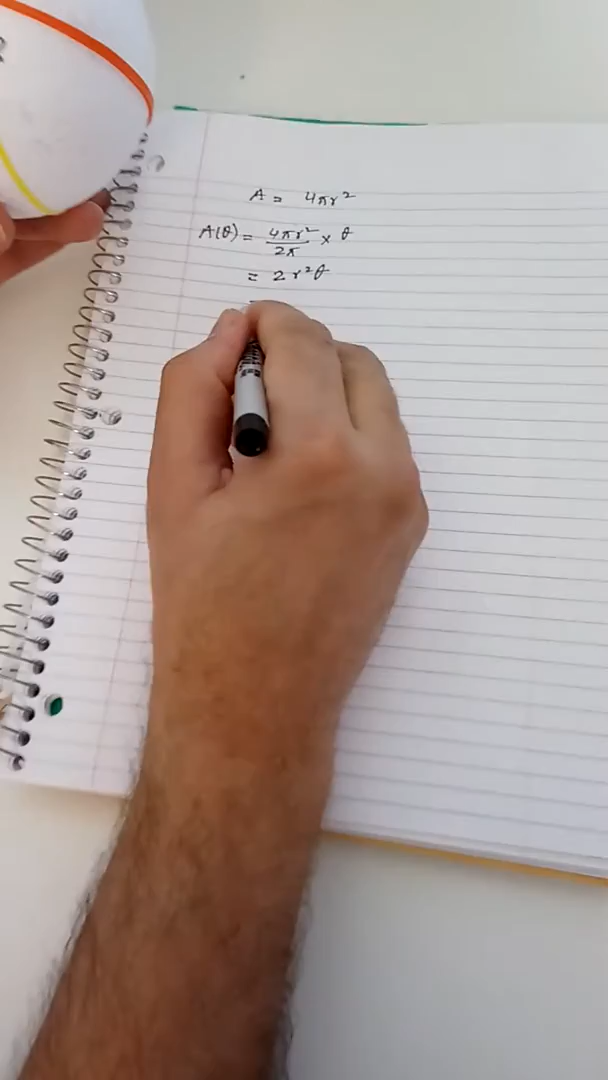 A = 4πr²
A(θ) = 4πr²/2π × θ
= 2r²θ